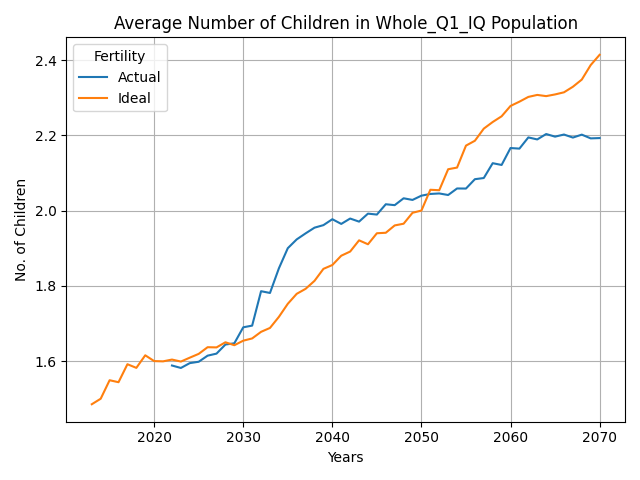 Average Number of Children in Whole_Q1_IQ Population
Fertility
Actual
Ideal
No. of Children
2.4
2.2
2.0
1.8
1.6
2020 2030 2040 2050 2060 2070
Years